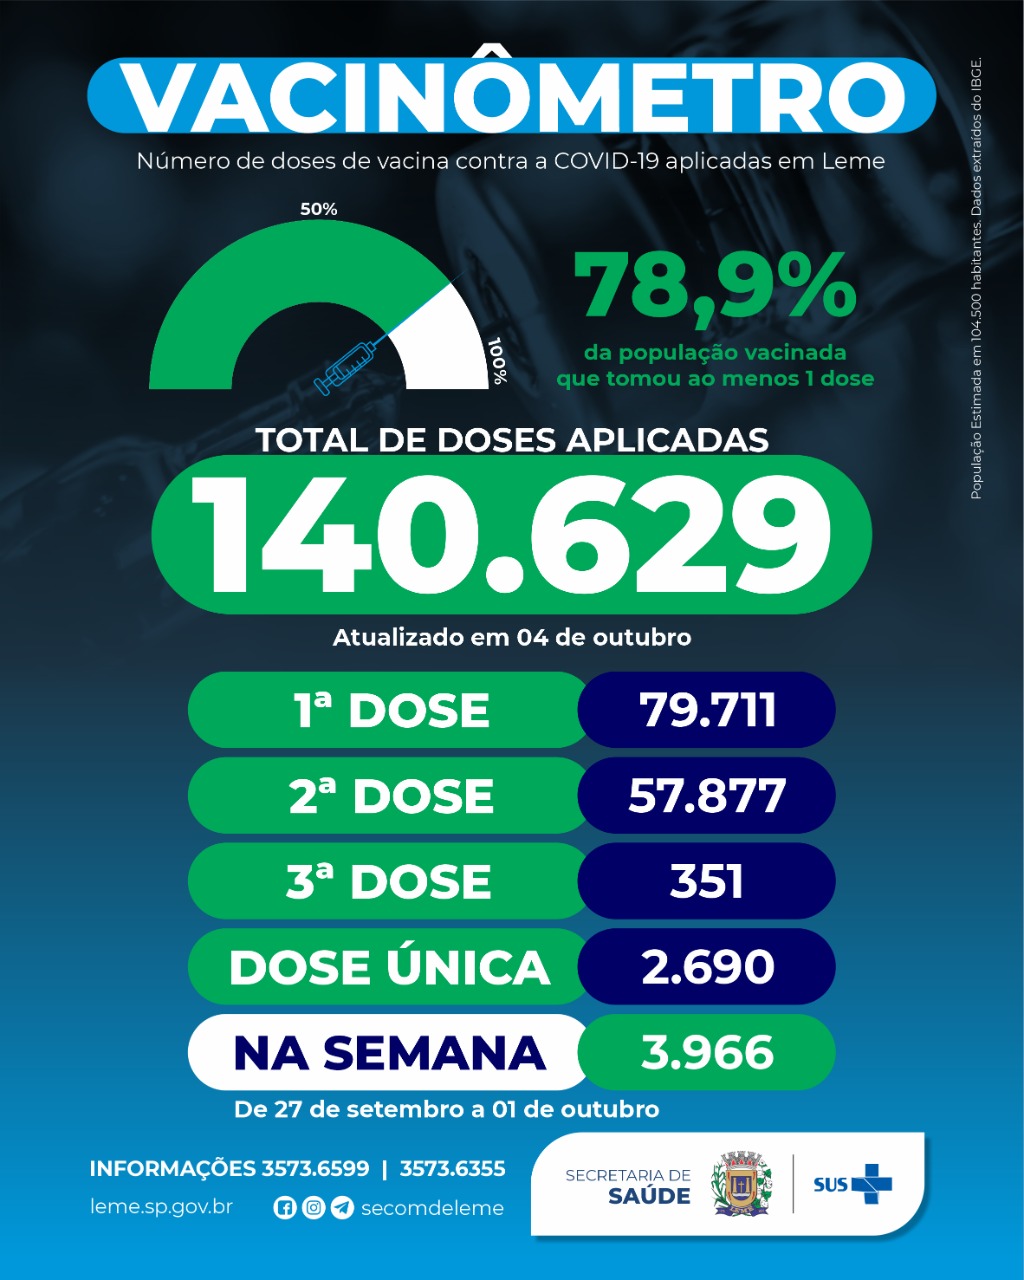 VACINÔMETRO
Número de doses de vacina contra a COVID-19 aplicadas em Leme
População Estimada em 104.500 habitantes. Dados extraídos do IBGE.
50%
100%
78,9%
da população vacinada
que tomou ao menos 1 dose
TOTAL DE DOSES APLICADAS
140.629
Atualizado em 04 de outubro
1ª DOSE 79.711
2ª DOSE 57.877
3ª DOSE 351
DOSE ÚNICA 2.690
NA SEMANA 3.966
De 27 de setembro a 01 de outubro
INFORMAÇÕES 3573.6599 | 3573.6355
leme.sp.gov.br secomdeleme
SECRETARIA DE
SAÚDE
SUS